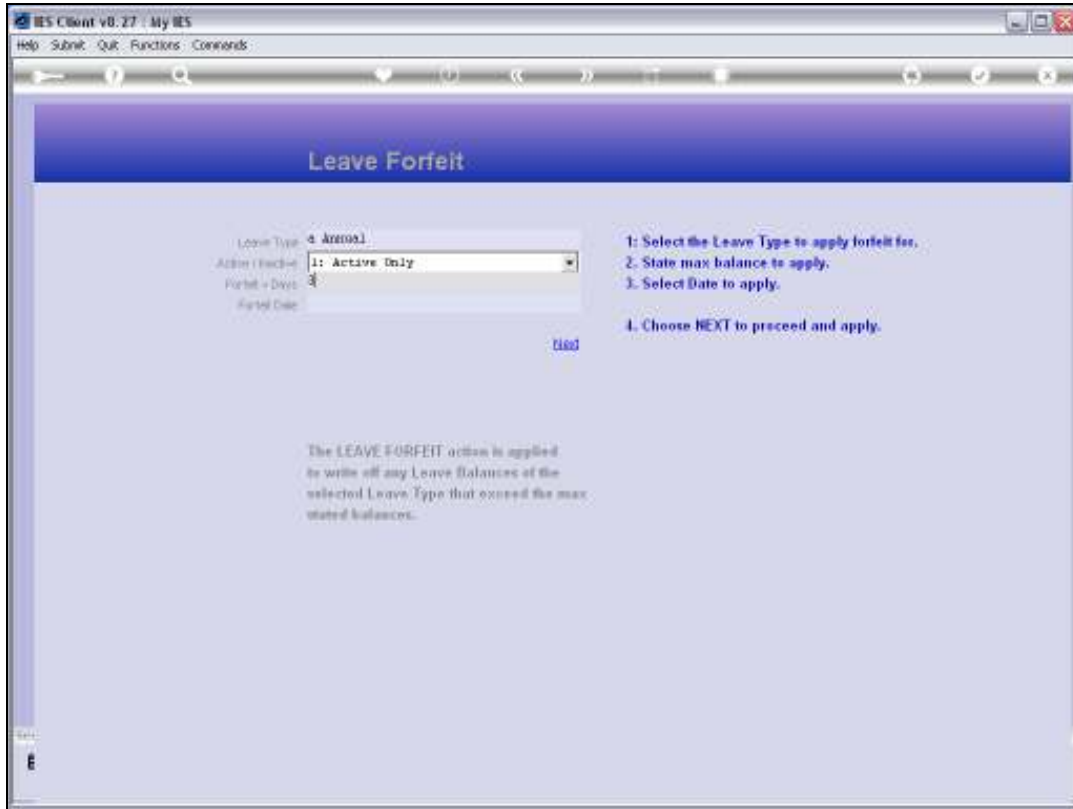 IES Client v8.27 : My IES
Help Submit Quit Functions Commands
Leave Forfeit
Leave Type a Annual
Active / Inactive 1: Active Only
Forfeit > Days 3
Forfeit Date
Next
1: Select the Leave Type to apply forfeit for.
2. State max balance to apply.
3. Select Date to apply.
4. Choose NEXT to proceed and apply.
The LEAVE FORFEIT action is applied
to write off any Leave Balances of the
selected Leave Type that exceed the max
stated balances.